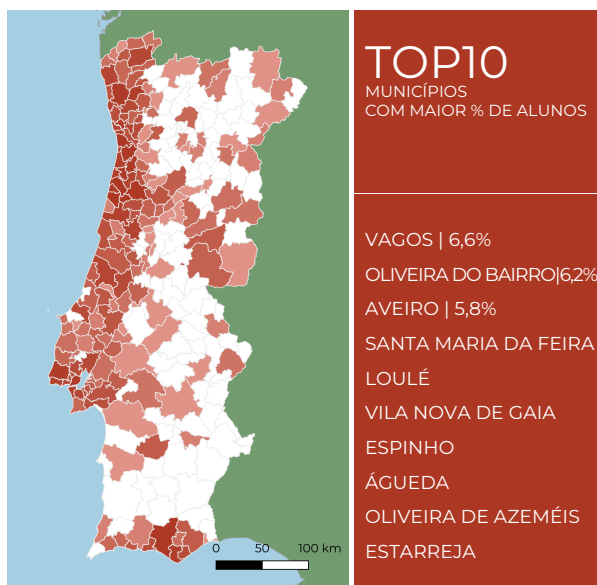 TOP10
MUNICÍPIOS
COM MAIOR % DE ALUNOS
VAGOS | 6,6%
OLIVEIRA DO BAIRRO|6,2%
AVEIRO | 5,8%
SANTA MARIA DA FEIRA
LOULÉ
VILA NOVA DE GAIA
ESPINHO
ÁGUEDA
OLIVEIRA DE AZEMÉIS
ESTARREJA
0 50 100 km